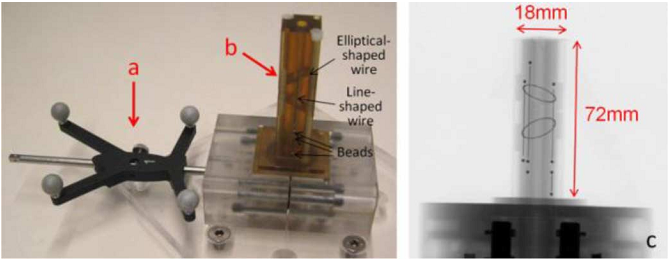 a
b
Elliptical-
shaped
wire
Line-
shaped
wire
Beads
18mm
72mm
c